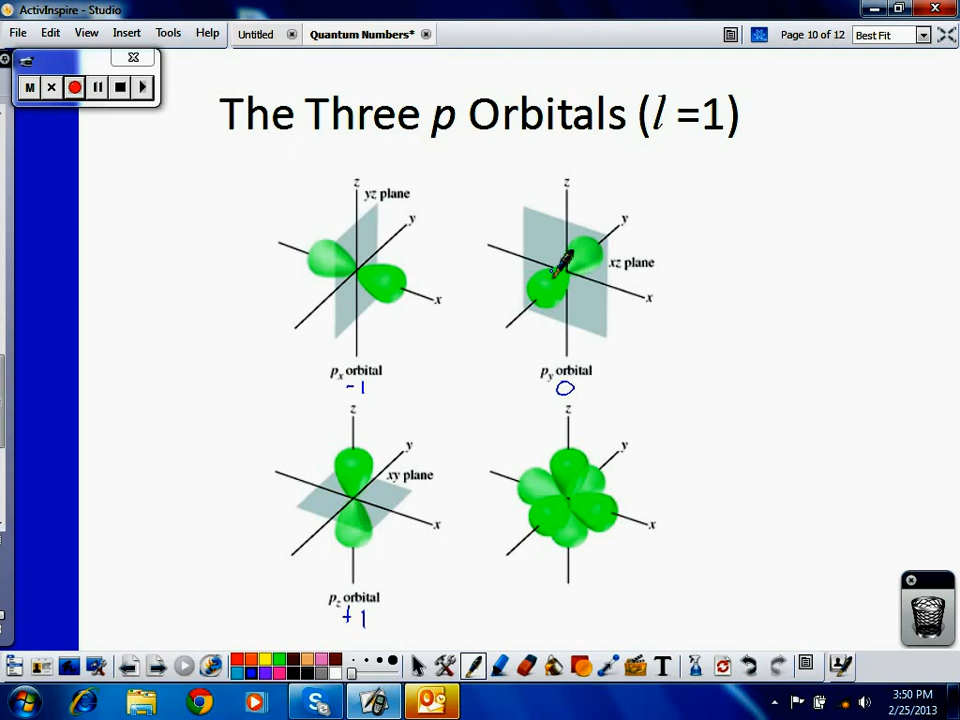 ActivInspire - Studio
File Edit View Insert Tools Help
Untitled
Quantum Numbers*
Page 10 of 12
Best Fit
M
The Three p Orbitals (l =1)
z
yz plane
y
x
px orbital
-1
z
y
xz plane
x
py orbital
0
z
y
xy plane
x
pz orbital
+1
z
y
x
T
S
O
3:50 PM
2/25/2013